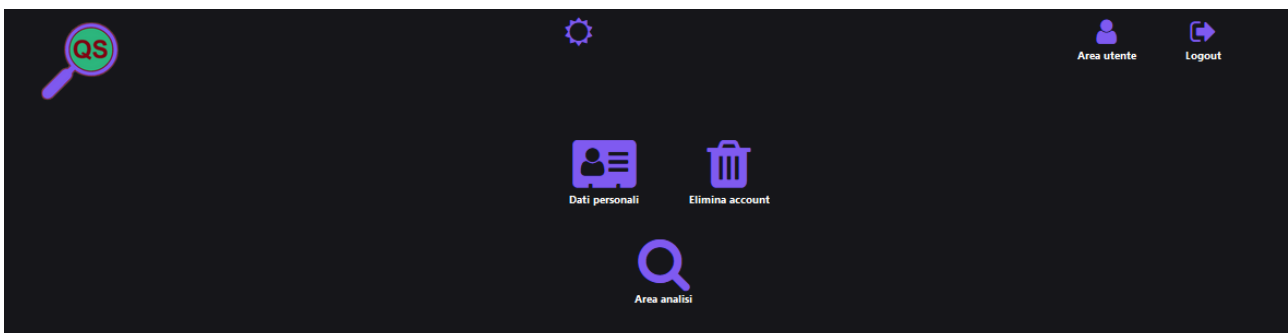 QS
Area utente
Logout
Dati personali
Elimina account
Area analisi